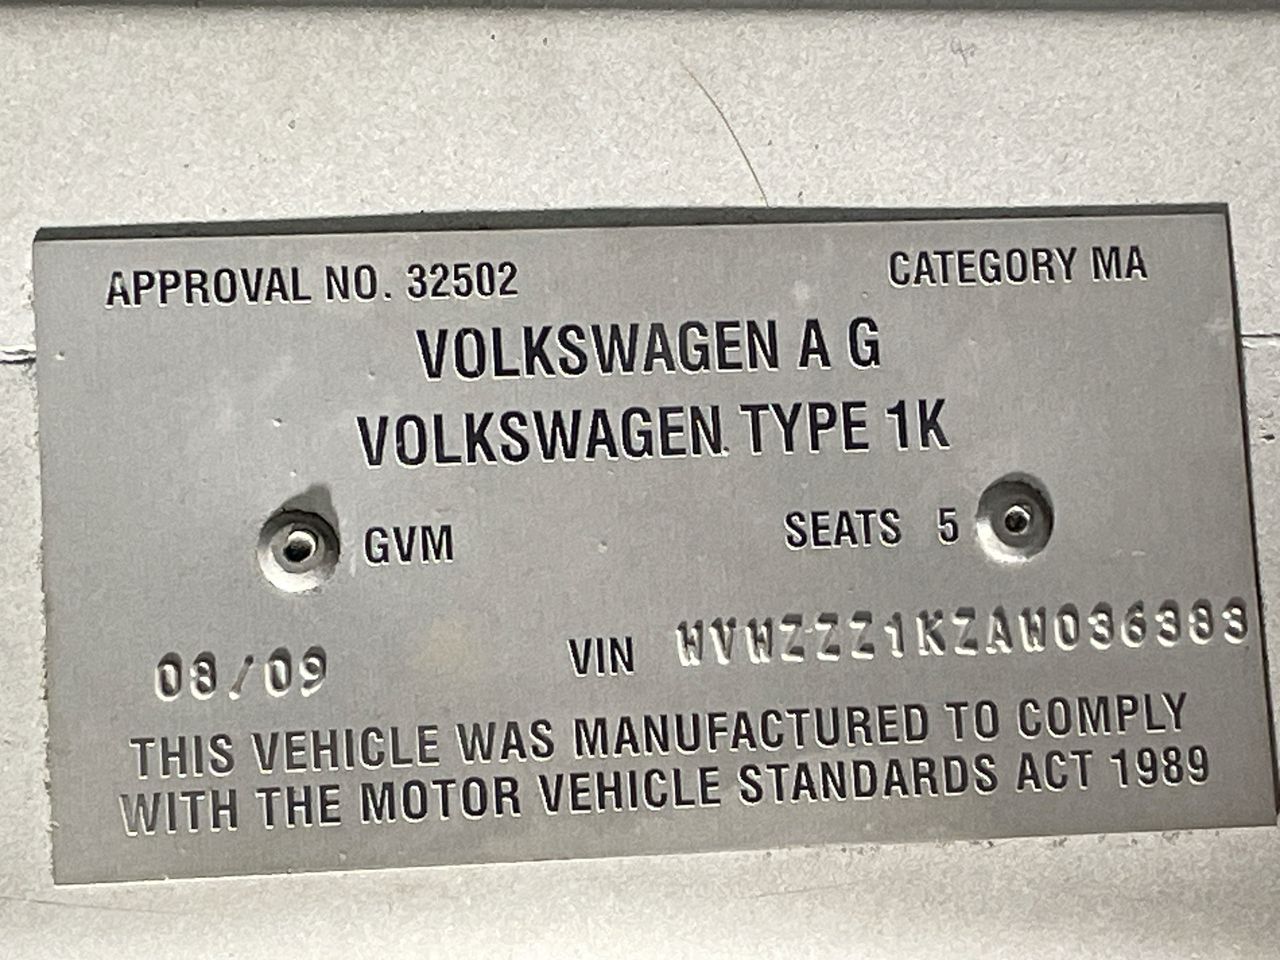 APPROVAL NO. 32502 CATEGORY MA
VOLKSWAGEN A G
VOLKSWAGEN TYPE 1K
GVM SEATS 5
08/09 VIN WVWZZZ1KZAW036383
THIS VEHICLE WAS MANUFACTURED TO COMPLY
WITH THE MOTOR VEHICLE STANDARDS ACT 1989